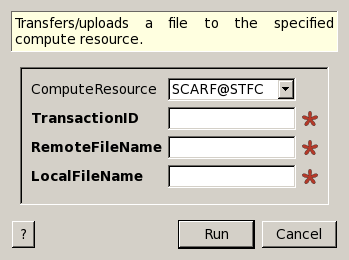 Transfers/uploads a file to the specified
compute resource.
ComputeResource SCARF@STFC
TransactionID
RemoteFileName
LocalFileName
? Run Cancel